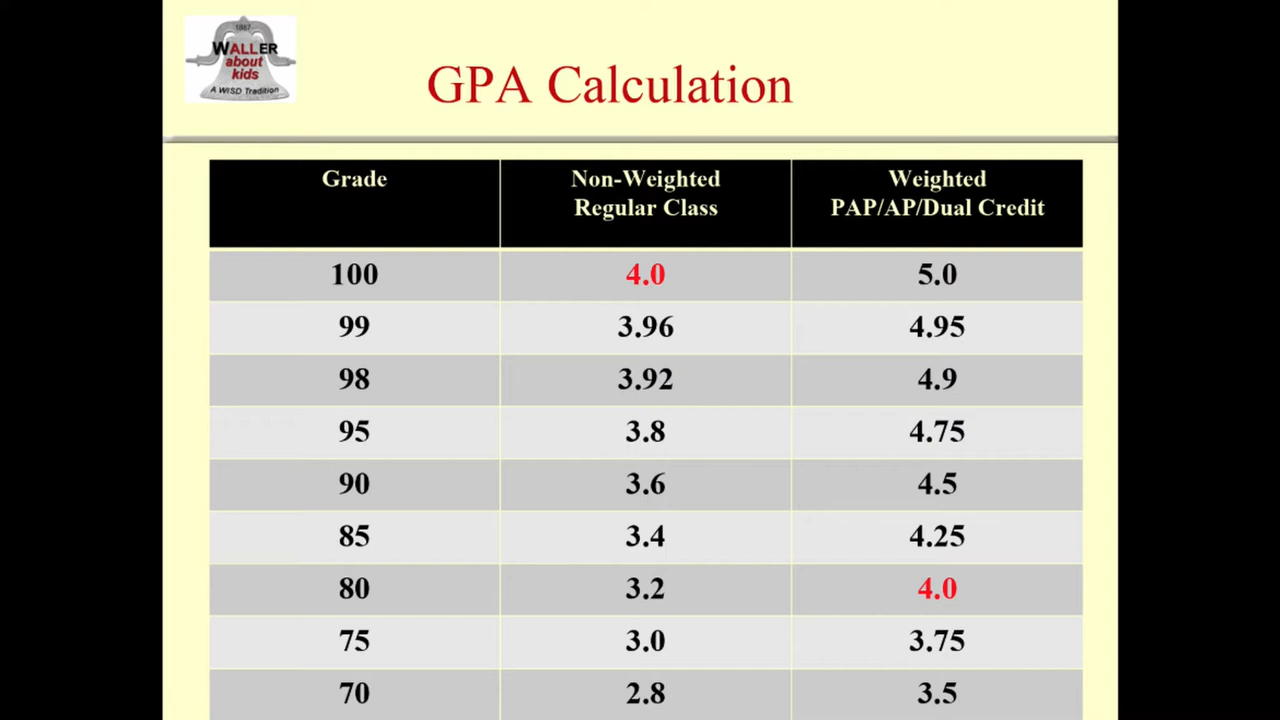 1887
WALLER
about
kids
A WISD Tradition
GPA Calculation
Grade Non-Weighted Regular Class Weighted PAP/AP/Dual Credit
100 4.0 5.0
99 3.96 4.95
98 3.92 4.9
95 3.8 4.75
90 3.6 4.5
85 3.4 4.25
80 3.2 4.0
75 3.0 3.75
70 2.8 3.5